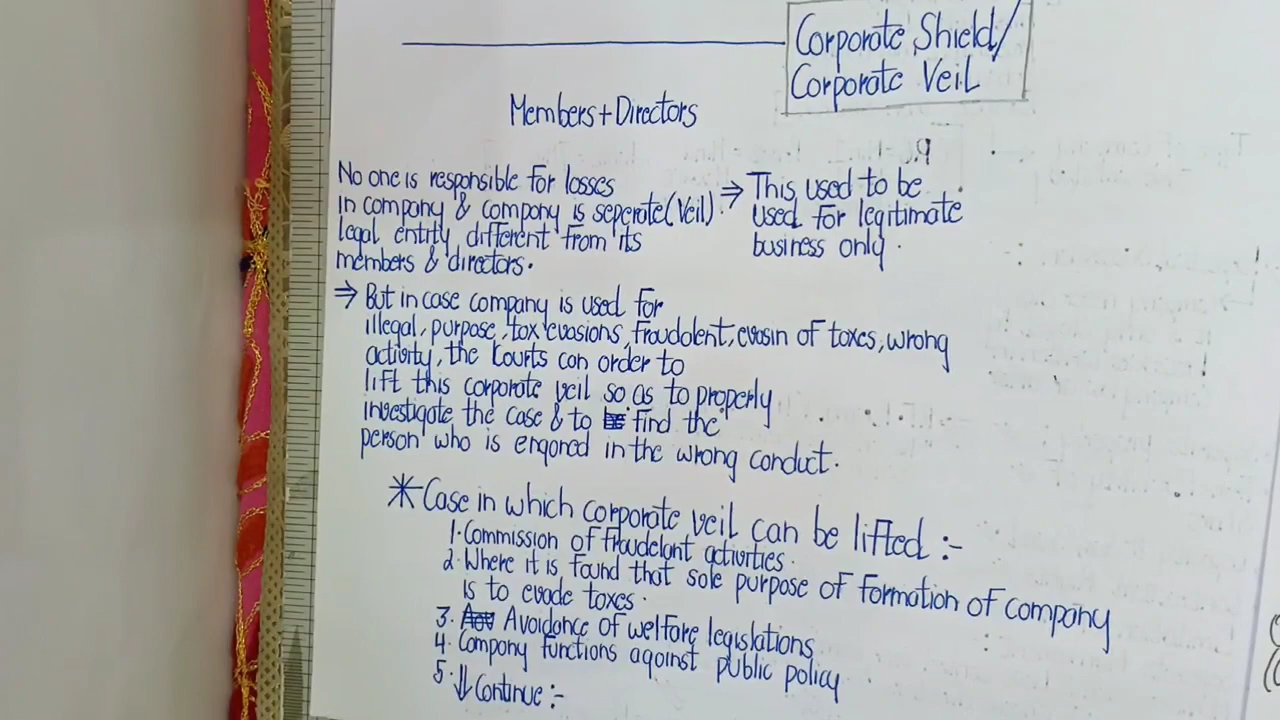 Corporate Shield/
Corporate Veil
Members+Directors
No one is responsible for losses
in company & company is seperate(Veil).
legal entity different from its
members & directors.
⇒ This used to be
used for legitimate
business only.
⇒ But in case company is used for
illegal, purpose, tax evasions, fraudolent, evosin of taxes, wrong
activity, the Courts can order to
lift this corporate veil so as to properly
investigate the case & to find the
person who is engored in the wrong conduct.
* Case in which corporate veil can be lifted :-
1. Commission of fraudelant activities.
2. Where it is found that sole purpose of formation of company
is to evade taxes.
3. Avoidance of welfare legislations
4. Company functions against public policy
5. ⇓ Continue :-